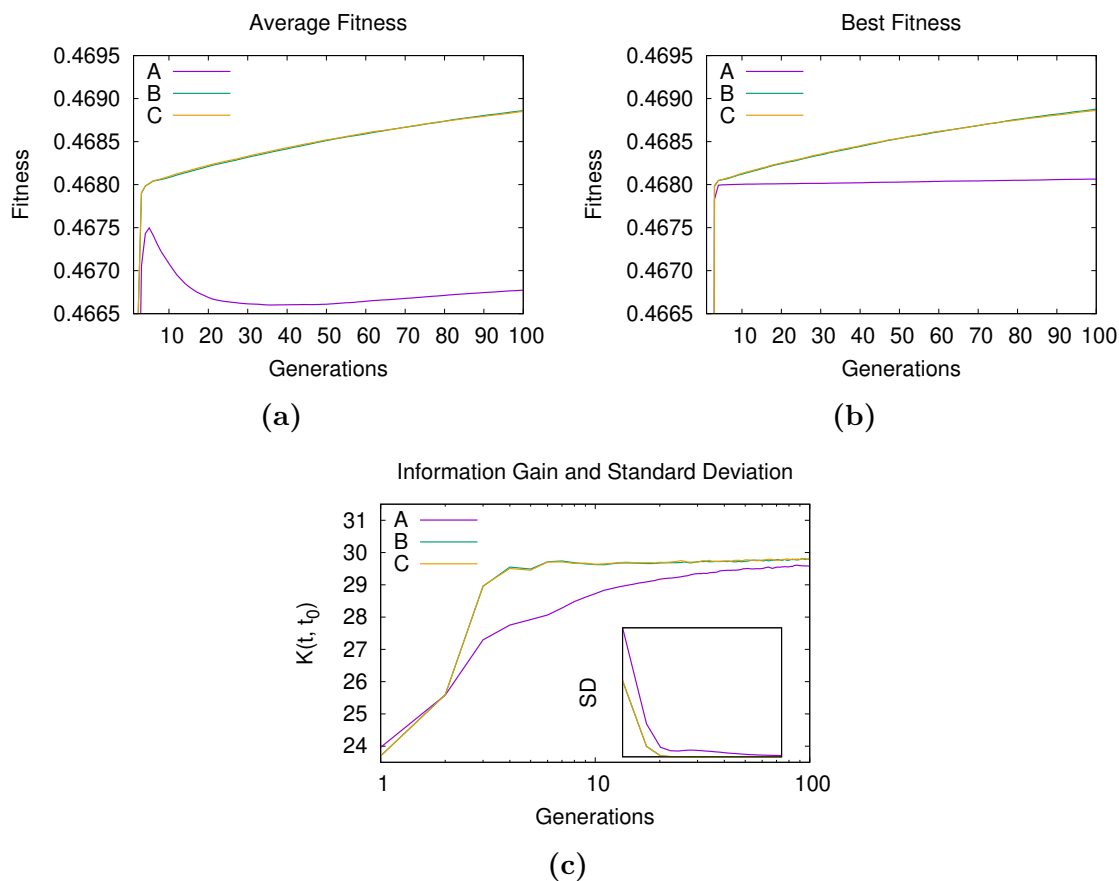 Average Fitness
0.4695
0.4690
0.4685
0.4680
0.4675
0.4670
0.4665
Fitness
A
B
C
10 20 30 40 50 60 70 80 90 100
Generations
(a)
Best Fitness
0.4695
0.4690
0.4685
0.4680
0.4675
0.4670
0.4665
Fitness
A
B
C
10 20 30 40 50 60 70 80 90 100
Generations
(b)
Information Gain and Standard Deviation
31
30
29
28
27
26
25
24
K(t, t_0)
A
B
C
SD
1 10 100
Generations
(c)